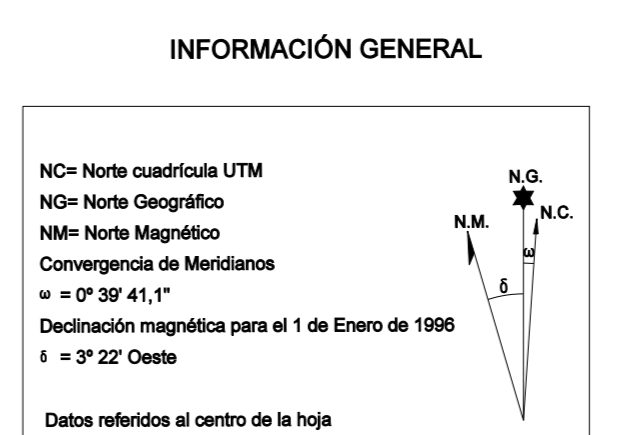 INFORMACIÓN GENERAL
NC= Norte cuadrícula UTM
NG= Norte Geográfico
NM= Norte Magnético
Convergencia de Meridianos
ω = 0º 39' 41,1"
Declinación magnética para el 1 de Enero de 1996
δ = 3º 22' Oeste
Datos referidos al centro de la hoja
N.G.
N.M.
N.C.
ω
δ